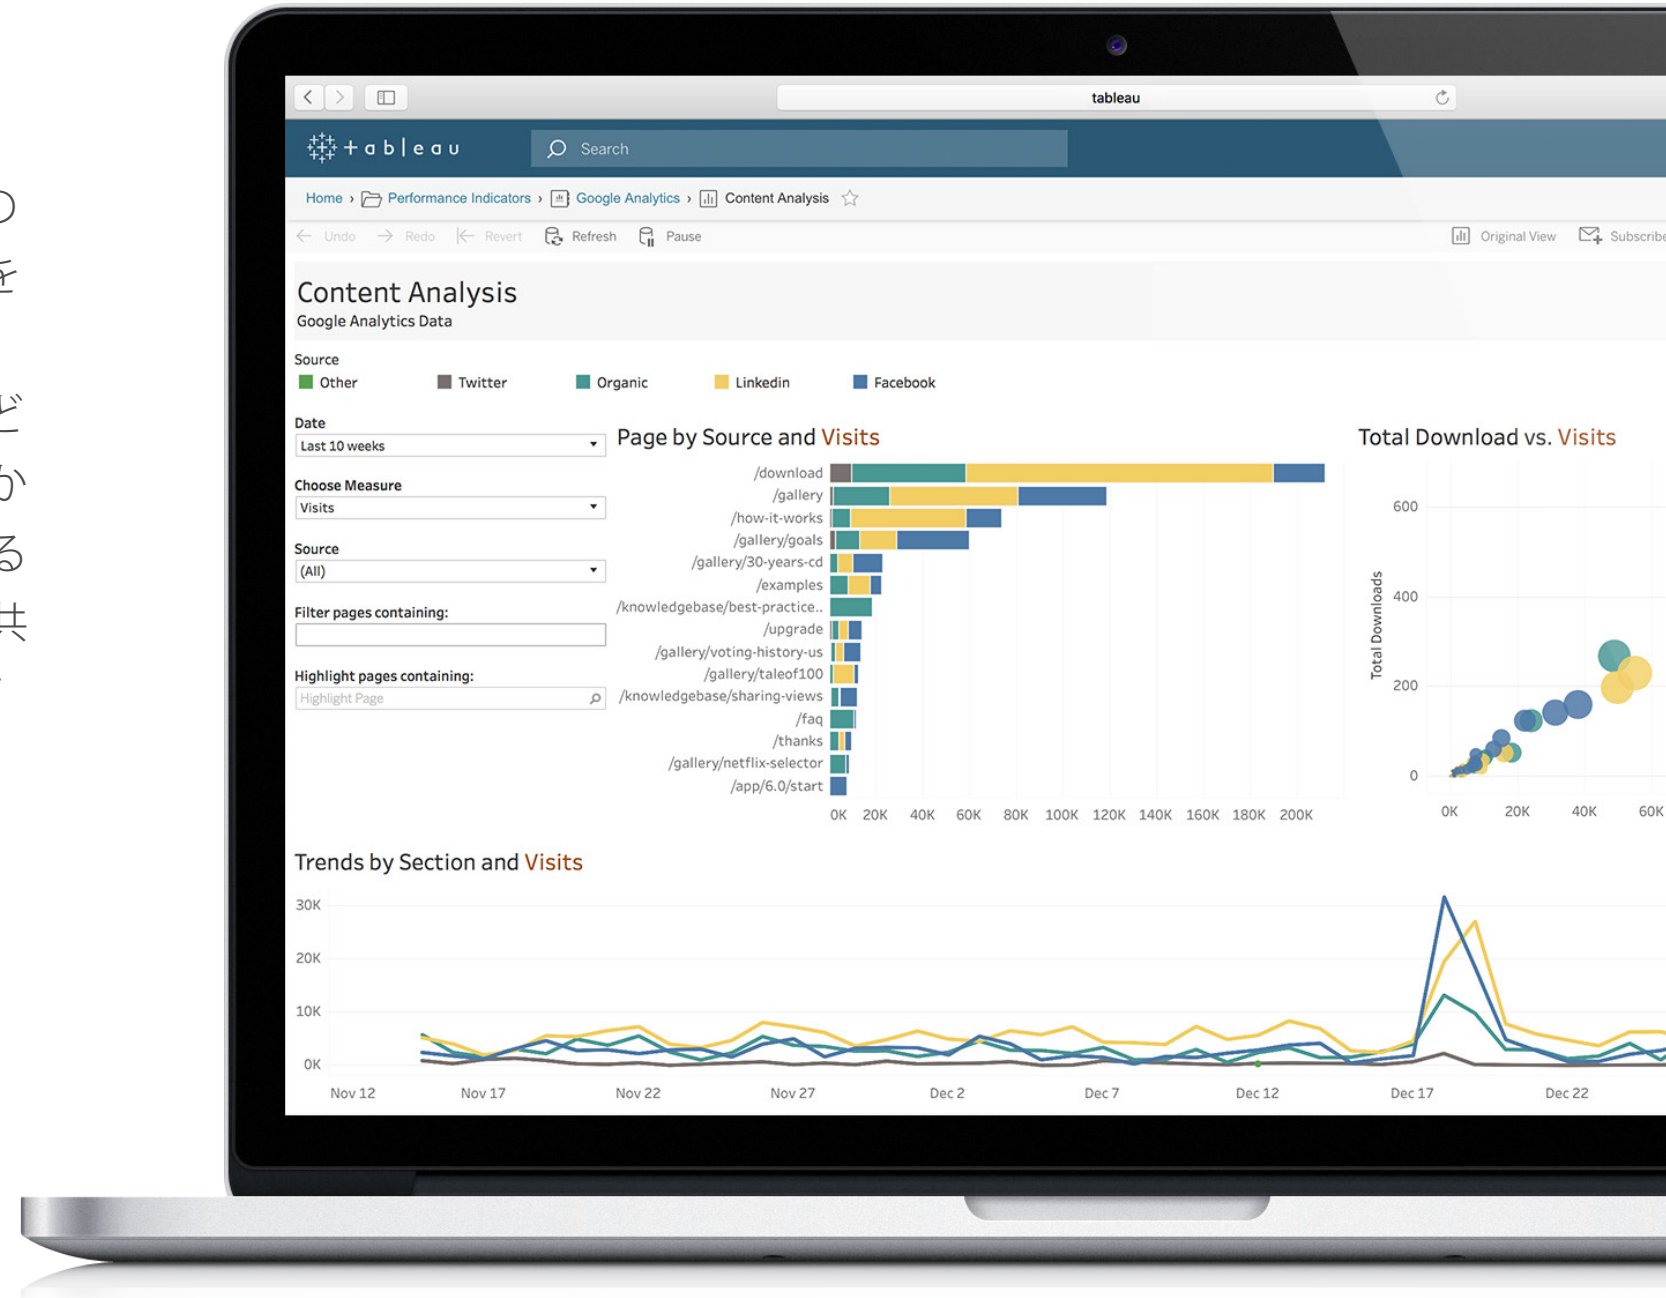 の
を
ど
か
る
共
tableau
+ableau
Search
Home › Performance Indicators › Google Analytics › Content Analysis
Undo Redo Revert Refresh Pause
Original View Subscribe
Content Analysis
Google Analytics Data
Source
Other Twitter Organic Linkedin Facebook
Date
Last 10 weeks
Choose Measure
Visits
Source
(All)
Filter pages containing:
Highlight pages containing:
Highlight Page
Page by Source and Visits
/download
/gallery
/how-it-works
/gallery/goals
/gallery/30-years-cd
/examples
/knowledgebase/best-practice..
/upgrade
/gallery/voting-history-us
/gallery/taleof100
/knowledgebase/sharing-views
/faq
/thanks
/gallery/netflix-selector
/app/6.0/start
0K 20K 40K 60K 80K 100K 120K 140K 160K 180K 200K
Total Download vs. Visits
Total Downloads
600
400
200
0
0K 20K 40K 60K
Trends by Section and Visits
30K
20K
10K
0K
Nov 12 Nov 17 Nov 22 Nov 27 Dec 2 Dec 7 Dec 12 Dec 17 Dec 22